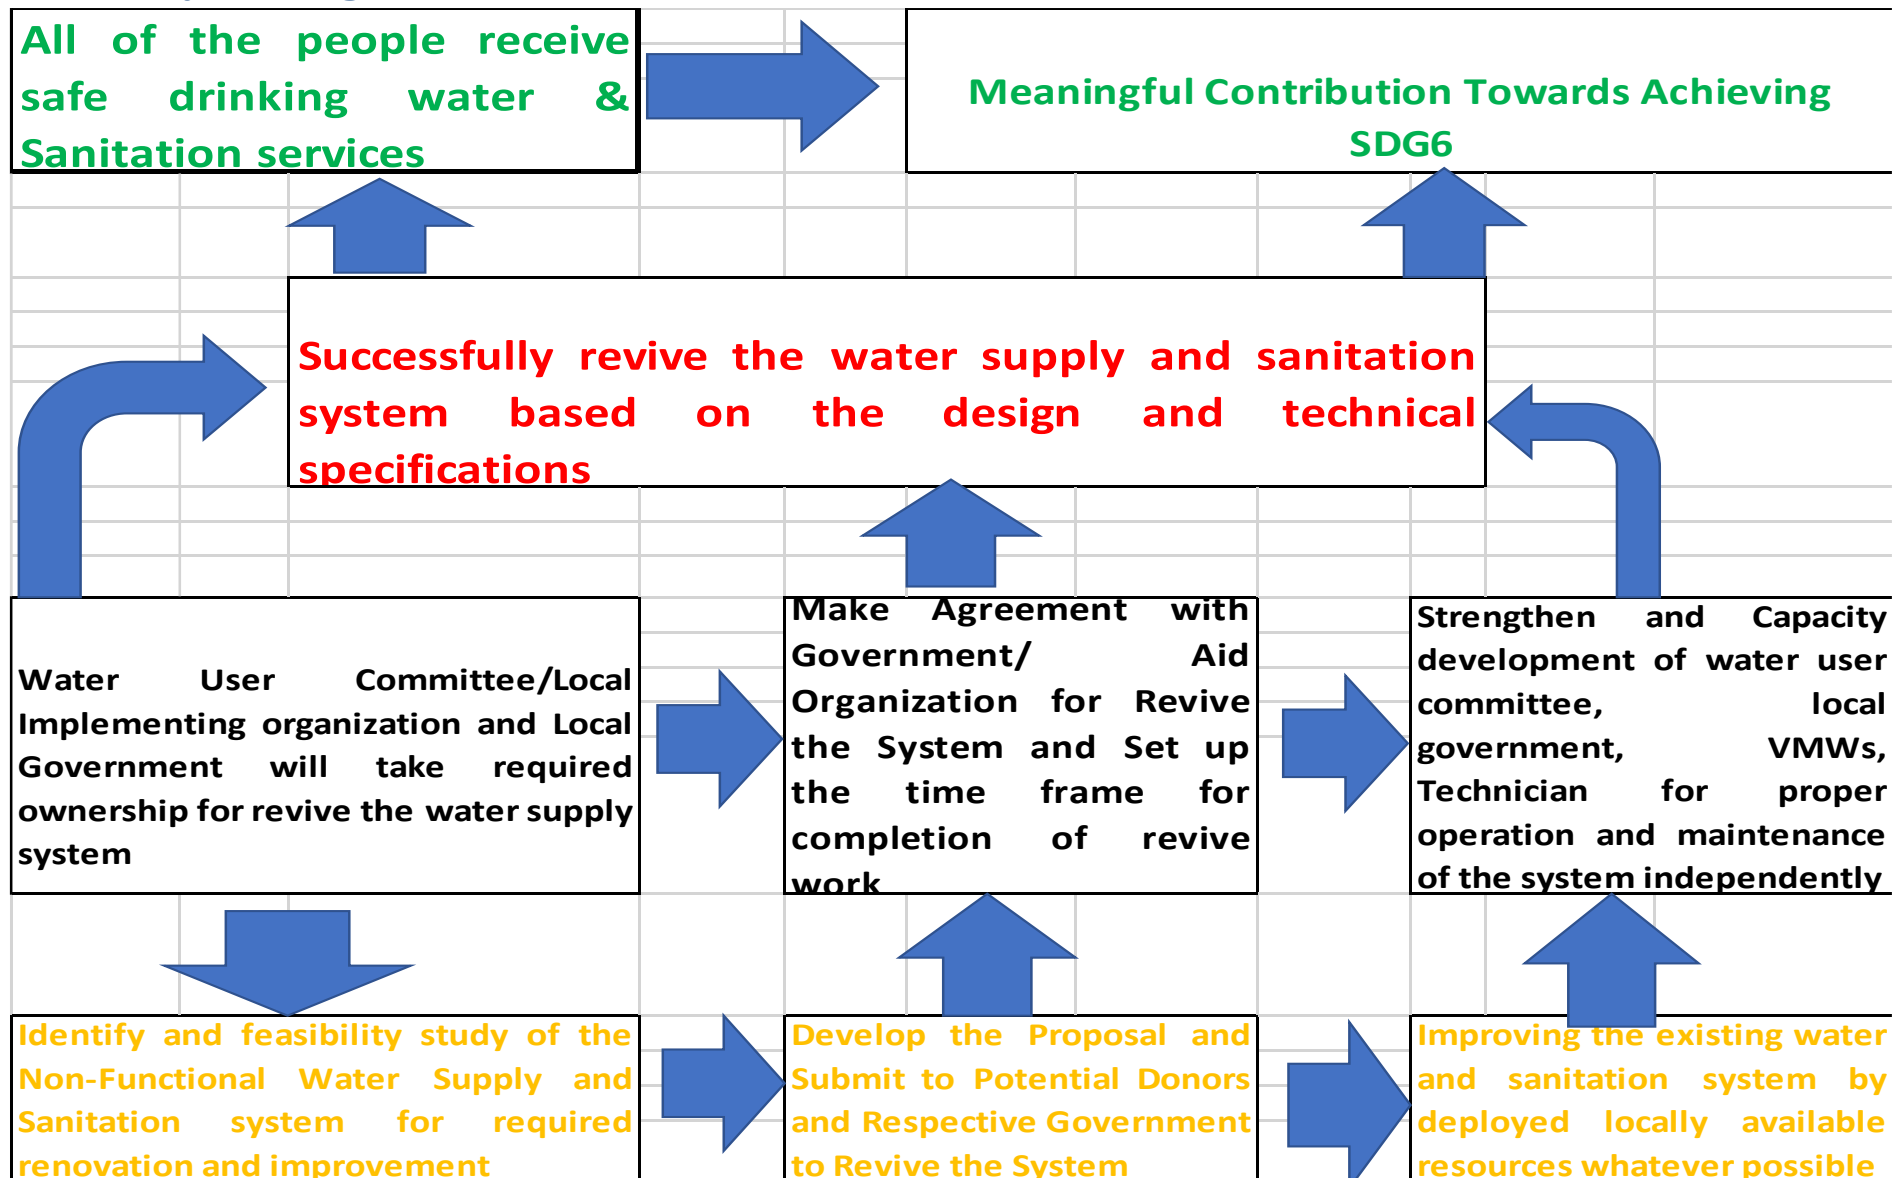 All of the people receive
safe drinking water &
Sanitation services
Meaningful Contribution Towards Achieving
SDG6
Successfully revive the water supply and sanitation
system based on the design and technical
specifications
Water User Committee/Local
Implementing organization and Local
Government will take required
ownership for revive the water supply
system
Make Agreement with
Government/ Aid
Organization for Revive
the System and Set up
the time frame for
completion of revive
work
Strengthen and Capacity
development of water user
committee, local
government, VMWs,
Technician for proper
operation and maintenance
of the system independently
Identify and feasibility study of the
Non-Functional Water Supply and
Sanitation system for required
renovation and improvement
Develop the Proposal and
Submit to Potential Donors
and Respective Government
to Revive the System
Improving the existing water
and sanitation system by
deployed locally available
resources whatever possible